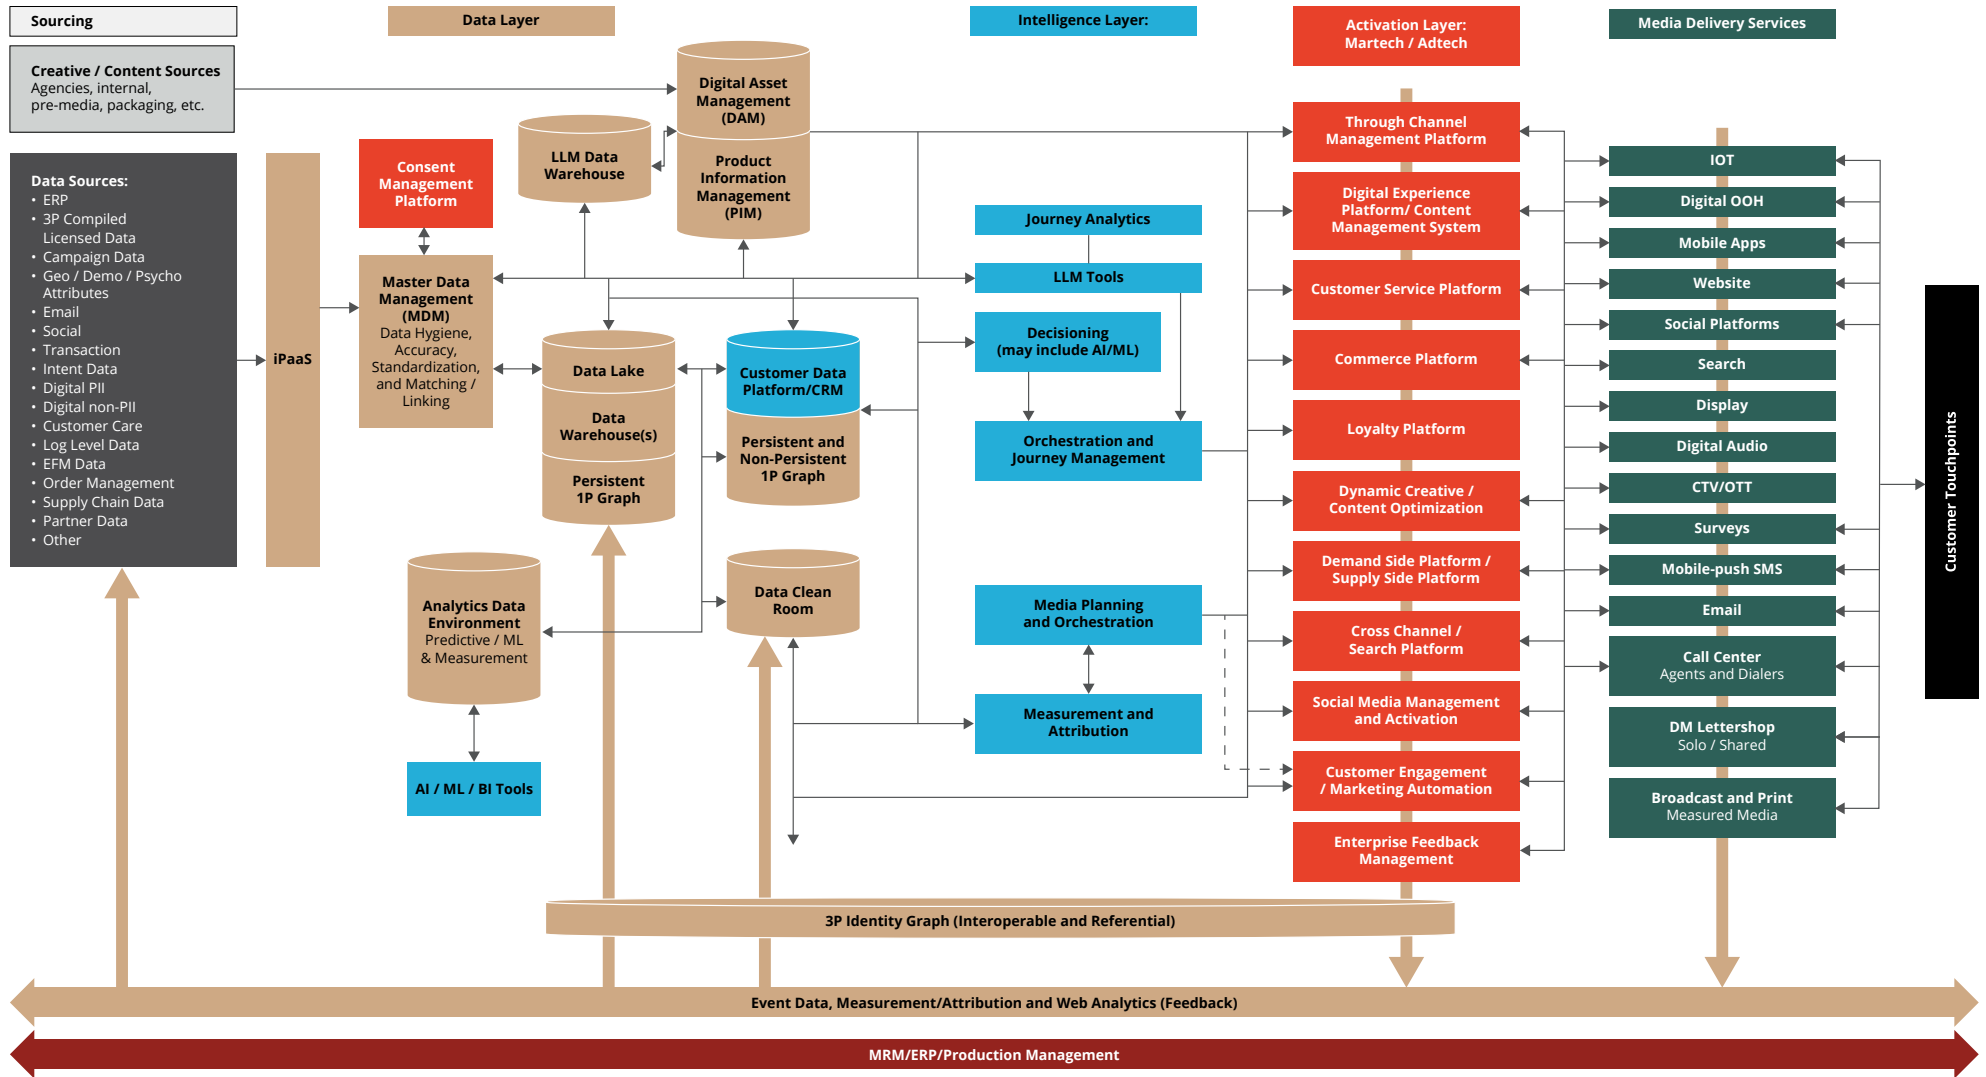 Sourcing
Data Layer
Intelligence Layer:
Activation Layer:
Martech / Adtech
Media Delivery Services
Creative / Content Sources
Agencies, internal,
pre-media, packaging, etc.
Data Sources:
• ERP
• 3P Compiled
Licensed Data
• Campaign Data
• Geo / Demo / Psycho
Attributes
• Email
• Social
• Transaction
• Intent Data
• Digital PII
• Digital non-PII
• Customer Care
• Log Level Data
• EFM Data
• Order Management
• Supply Chain Data
• Partner Data
• Other
iPaaS
Consent
Management
Platform
Master Data
Management
(MDM)
Data Hygiene,
Accuracy,
Standardization,
and Matching /
Linking
LLM Data
Warehouse
Digital Asset
Management
(DAM)
Product
Information
Management
(PIM)
Data Lake
Data
Warehouse(s)
Persistent
1P Graph
Customer Data
Platform/CRM
Persistent and
Non-Persistent
1P Graph
Analytics Data
Environment
Predictive / ML
& Measurement
Data Clean
Room
AI / ML / BI Tools
Journey Analytics
LLM Tools
Decisioning
(may include AI/ML)
Orchestration and
Journey Management
Media Planning
and Orchestration
Measurement and
Attribution
Through Channel
Management Platform
Digital Experience
Platform/ Content
Management System
Customer Service Platform
Commerce Platform
Loyalty Platform
Dynamic Creative /
Content Optimization
Demand Side Platform /
Supply Side Platform
Cross Channel /
Search Platform
Social Media Management
and Activation
Customer Engagement
/ Marketing Automation
Enterprise Feedback
Management
IOT
Digital OOH
Mobile Apps
Website
Social Platforms
Search
Display
Digital Audio
CTV/OTT
Surveys
Mobile-push SMS
Email
Call Center
Agents and Dialers
DM Lettershop
Solo / Shared
Broadcast and Print
Measured Media
Customer Touchpoints
3P Identity Graph (Interoperable and Referential)
Event Data, Measurement/Attribution and Web Analytics (Feedback)
MRM/ERP/Production Management